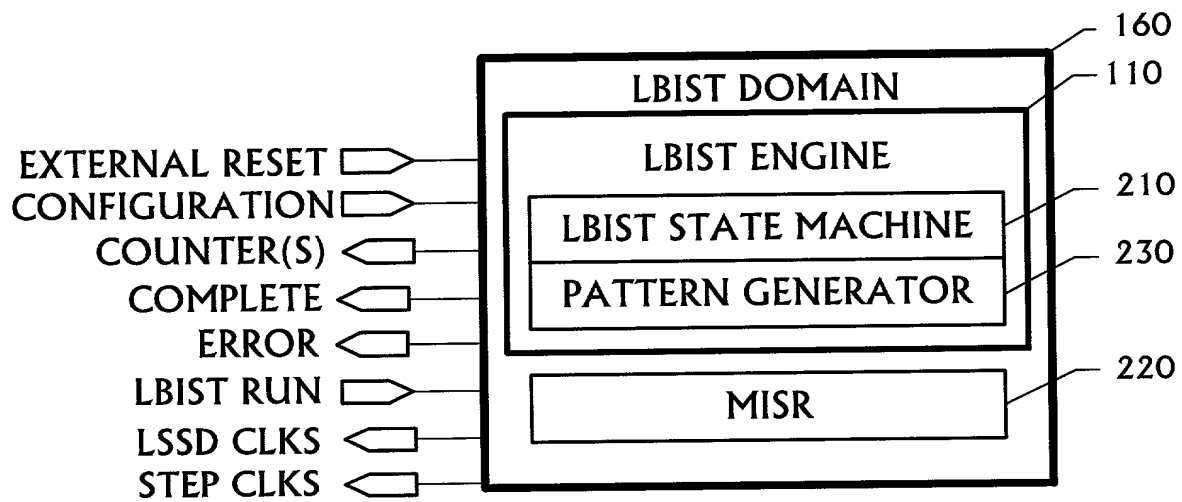 160
LBIST DOMAIN
110
LBIST ENGINE
EXTERNAL RESET
CONFIGURATION
210
LBIST STATE MACHINE
COUNTER(S)
230
PATTERN GENERATOR
COMPLETE
ERROR
220
LBIST RUN
MISR
LSSD CLKS
STEP CLKS